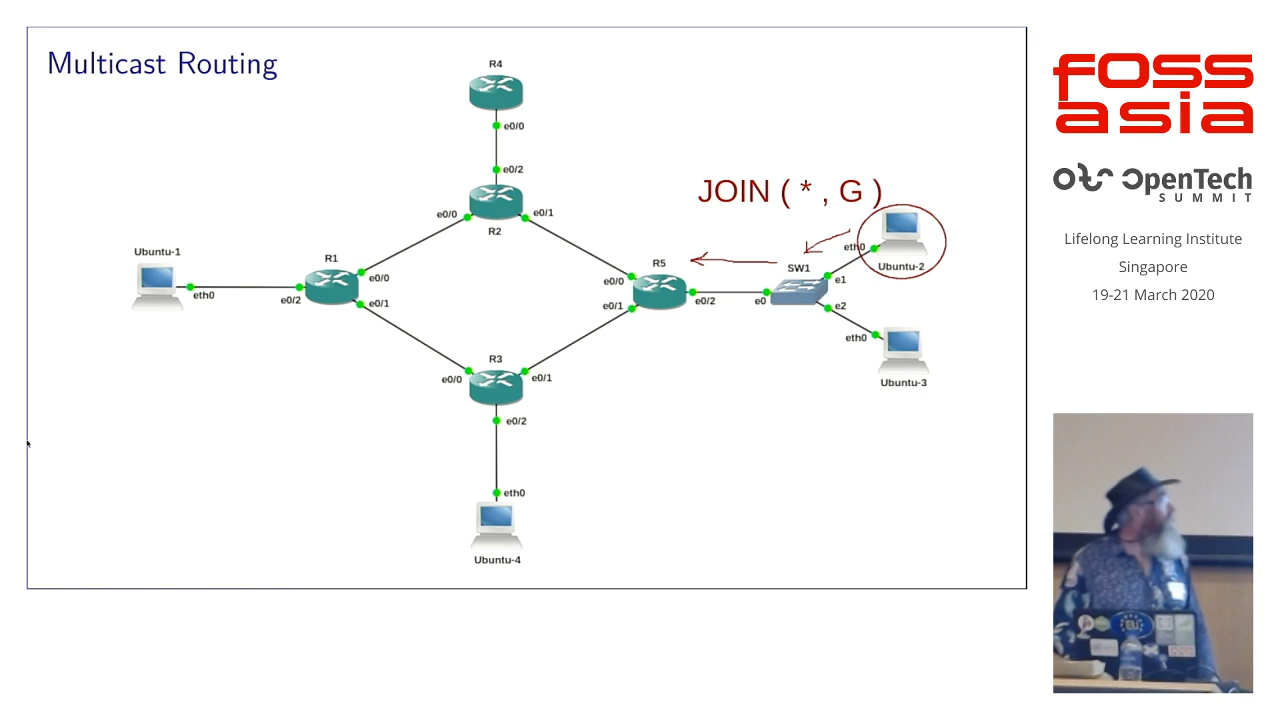 Multicast Routing
R4
e0/0
e0/2
JOIN ( * , G )
e0/0
e0/1
R2
eth0
Ubuntu-2
Ubuntu-1
R1
R5
SW1
e0/0
e0/0
e1
eth0
e0/2
e0/2
e0
e0/1
e0/1
e2
eth0
R3
Ubuntu-3
e0/0
e0/1
e0/2
eth0
Ubuntu-4
FOSS
asia
OTS OpenTech
SUMMIT
Lifelong Learning Institute
Singapore
19-21 March 2020
EU